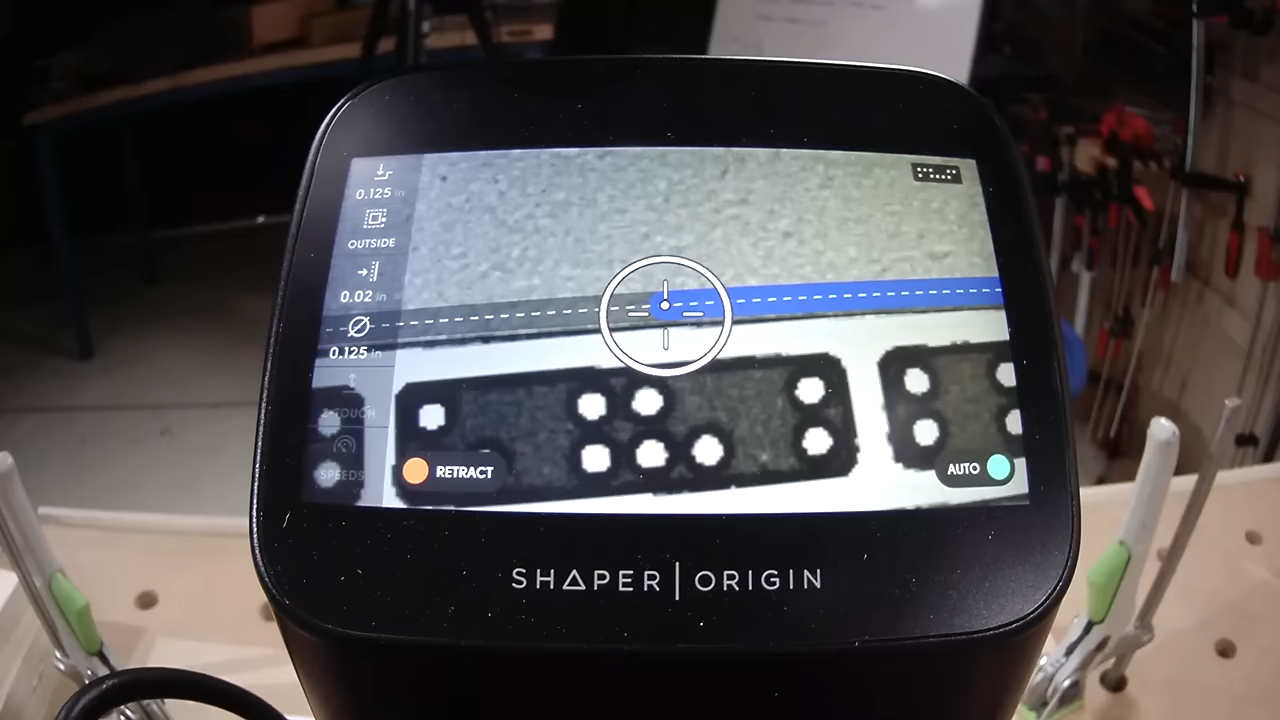 0.125 in
OUTSIDE
0.02 in
0.125 in
Z-TOUCH
SPEEDS
RETRACT
AUTO
SHAPER | ORIGIN